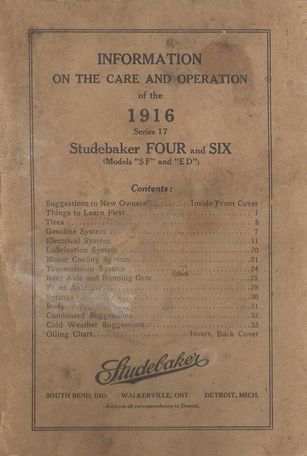 INFORMATION
ON THE CARE AND OPERATION
of the
1916
Series 17
Studebaker FOUR and SIX
(Models "SF" and "ED")
Contents:
Suggestions to New Owners . . . . . . . . Inside Front Cover
Things to Learn First . . . . . . . . 1
Tires . . . . . . . .
Gasoline System . . . . . . . . 7
Electrical System . . . . . . . . 11
Lubrication System . . . . . . . . 20
Motor Cooling System . . . . . . . . 21
Transmission System . . . . . . . . 24
Rear Axle and Running Gear . . . . . . . . 28
Front Axle . . . . . . . . 28
Springs . . . . . . . . 30
Body . . . . . . . . 31
Condensed Suggestions . . . . . . . . 32
Cold Weather Suggestions . . . . . . . . 33
Oiling Chart . . . . . . . . Insert, Back Cover
Studebaker
SOUTH BEND, IND. WALKERVILLE, ONT. DETROIT, MICH.
Address all correspondence to Detroit.